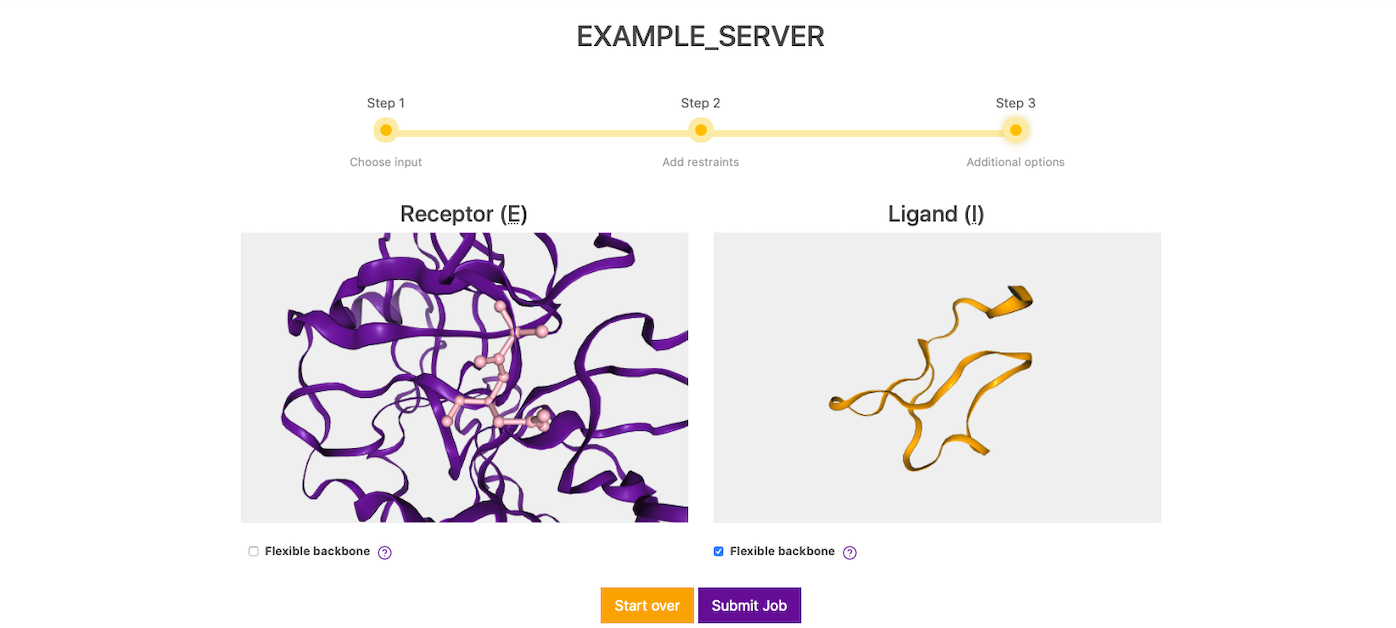 EXAMPLE_SERVER
Step 1 Step 2 Step 3
Choose input Add restraints Additional options
Receptor (E) Ligand (I)
Flexible backbone ? Flexible backbone ?
Start over Submit Job